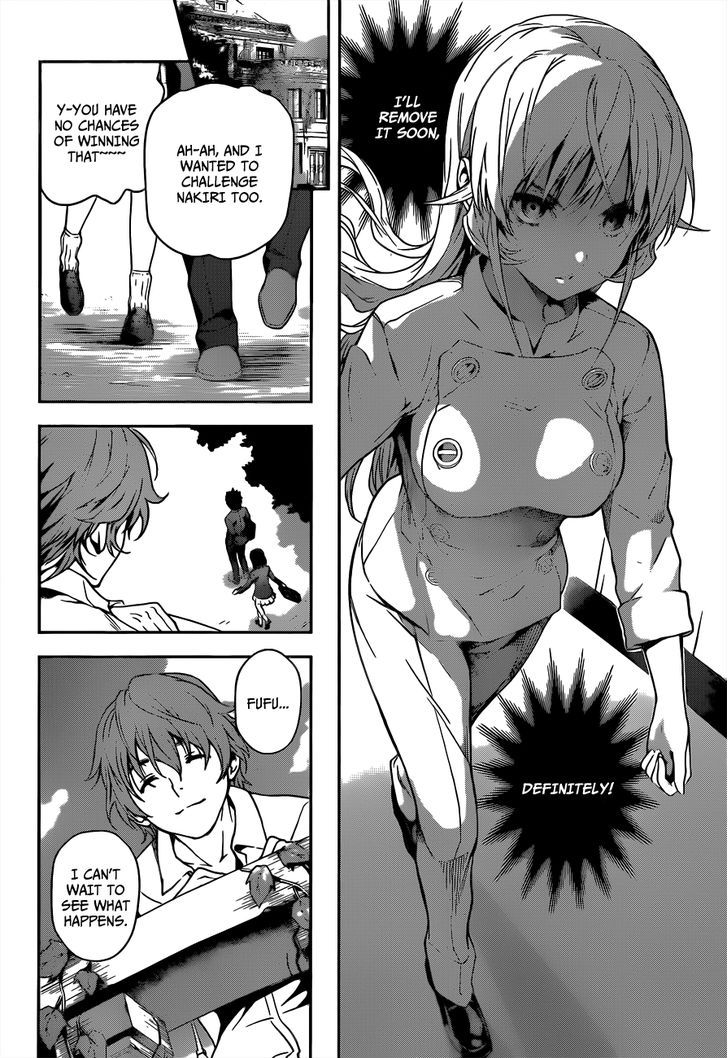 I'LL
REMOVE
IT SOON,
DEFINITELY!
AH-AH, AND I
WANTED TO
CHALLENGE
NAKIRI TOO.
Y-YOU HAVE
NO CHANCES
OF WINNING
THAT~~~
FUFU...
I CAN'T
WAIT TO
SEE WHAT
HAPPENS.